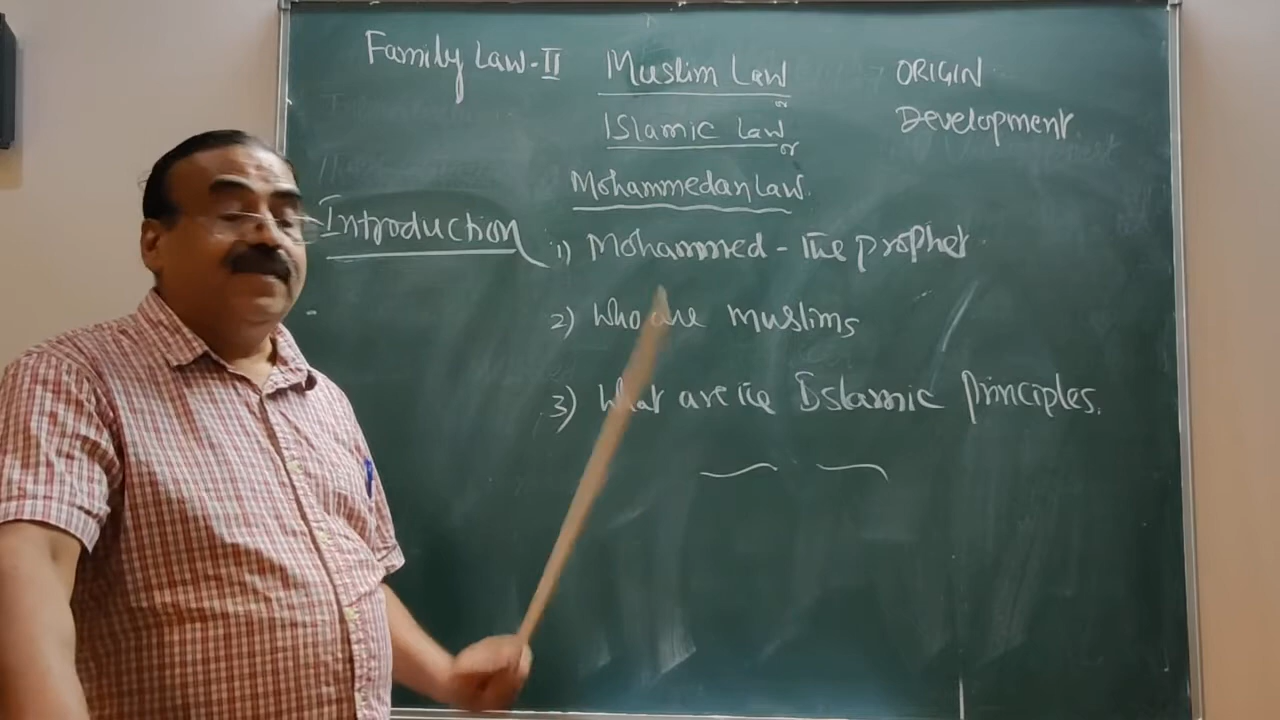 Family Law-II
Muslim Law
or
Islamic Law
or
Mohammedan Law.
ORIGIN
Development
Introduction
1) Mohammed - The prophet
2) Who are muslims
3) What are the Islamic Principles.